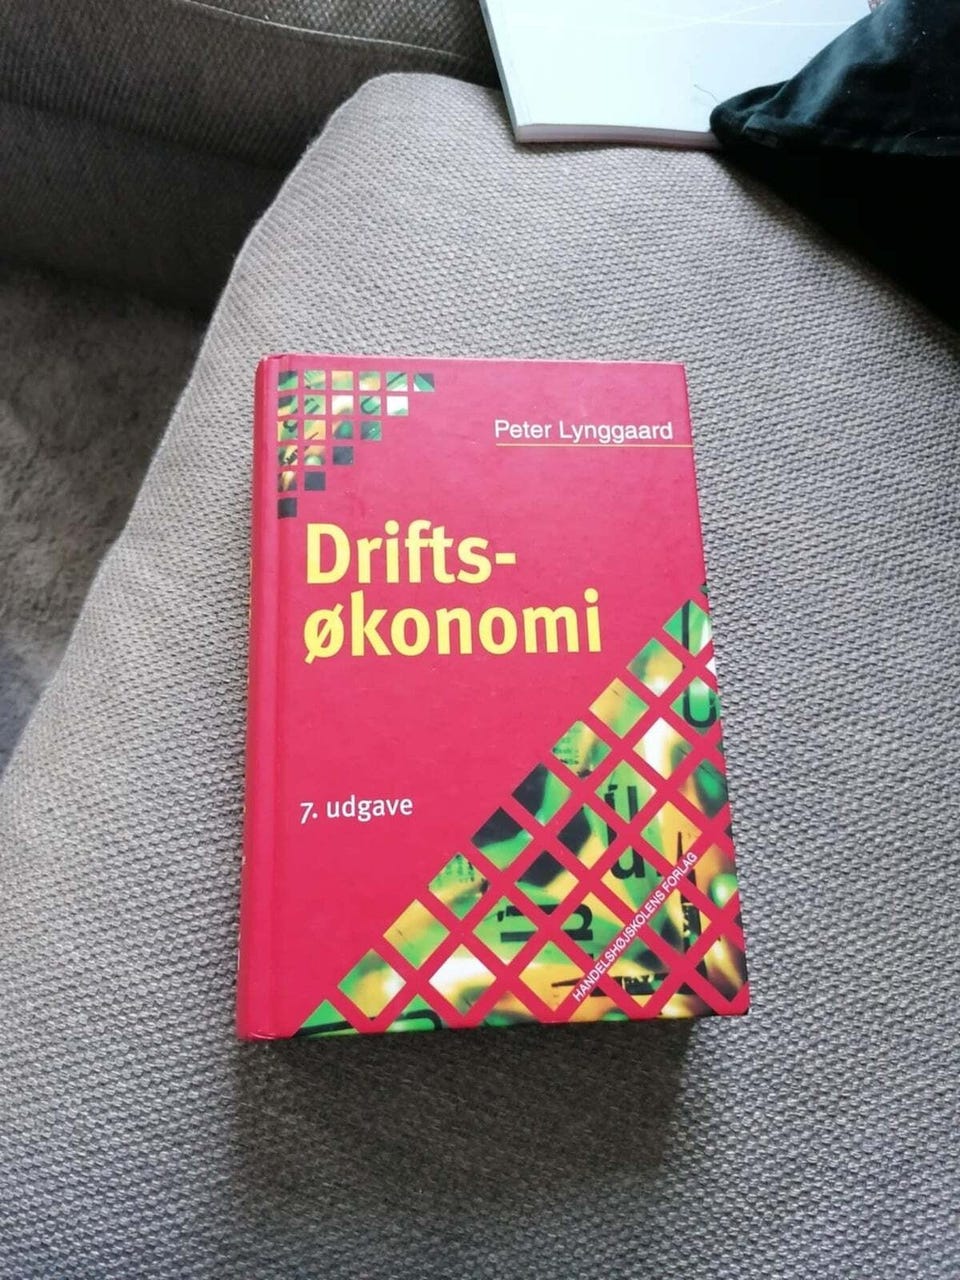 Peter Lynggaard
Drifts-
økonomi
7. udgave
HANDELSHØJSKOLENS FORLAG